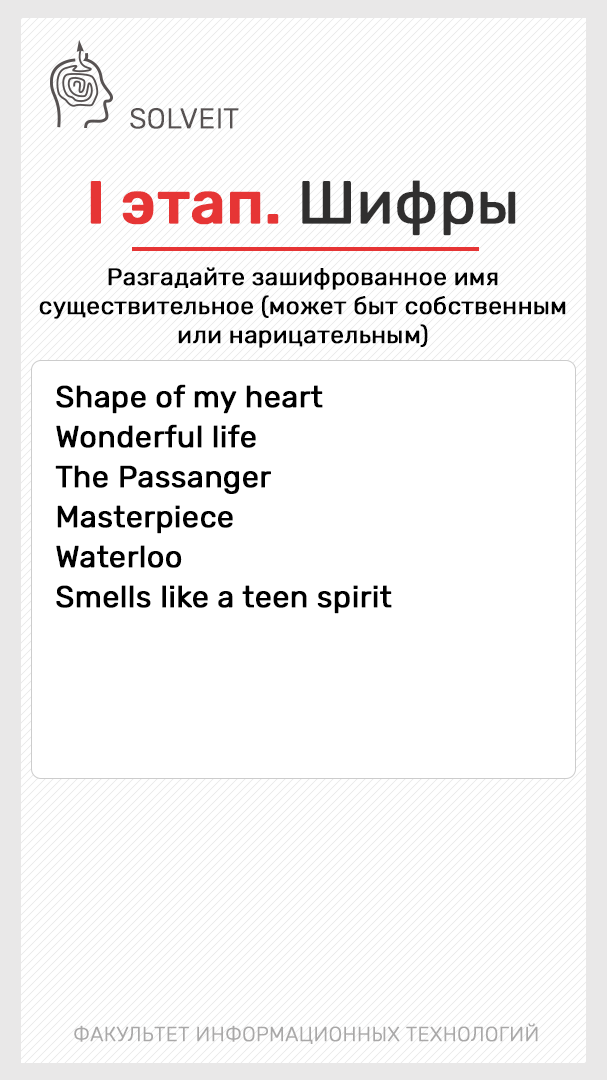 SOLVEIT
I этап. Шифры
Разгадайте зашифрованное имя
существительное (может быт собственным
или нарицательным)
Shape of my heart
Wonderful life
The Passanger
Masterpiece
Waterloo
Smells like a teen spirit
ФАКУЛЬТЕТ ИНФОРМАЦИОННЫХ ТЕХНОЛОГИЙ